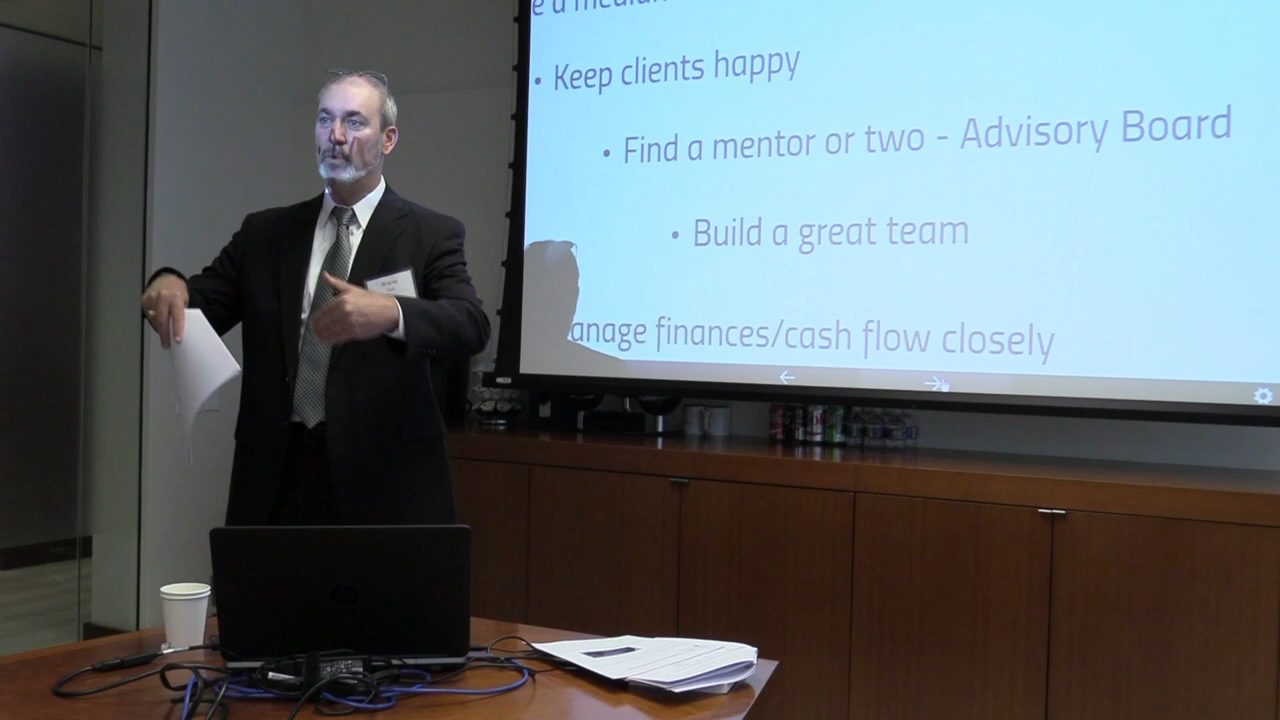 e a
• Keep clients happy
• Find a mentor or two - Advisory Board
• Build a great team
anage finances/cash flow closely